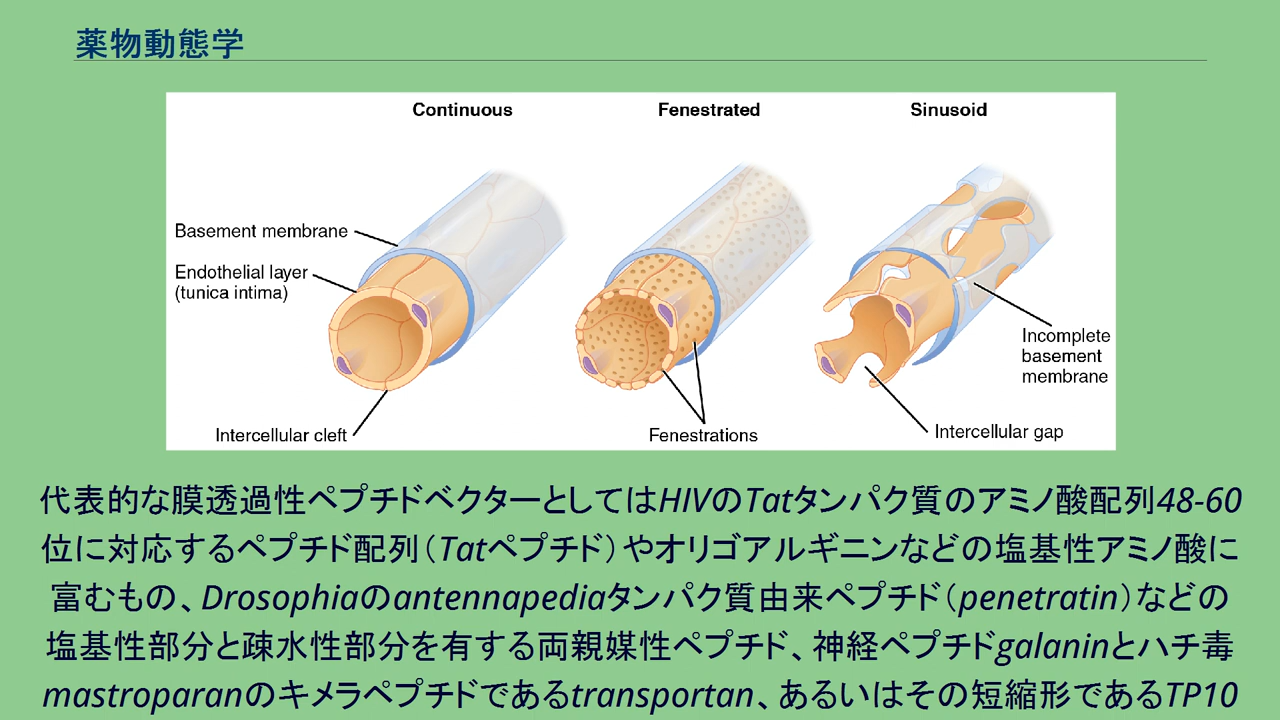 薬物動態学
Continuous
Fenestrated
Sinusoid
Basement membrane
Endothelial layer
(tunica intima)
Intercellular cleft
Fenestrations
Incomplete
basement
membrane
Intercellular gap
代表的な膜透過性ペプチドベクターとしてはHIVのTatタンパク質のアミノ酸配列48-60
位に対応するペプチド配列（Tatペプチド）やオリゴアルギニンなどの塩基性アミノ酸に
富むもの、Drosophiaのantennapediaタンパク質由来ペプチド（penetratin）などの
塩基性部分と疎水性部分を有する両親媒性ペプチド、神経ペプチドgalaninとハチ毒
mastroparanのキメラペプチドであるtransportan、あるいはその短縮形であるTP10